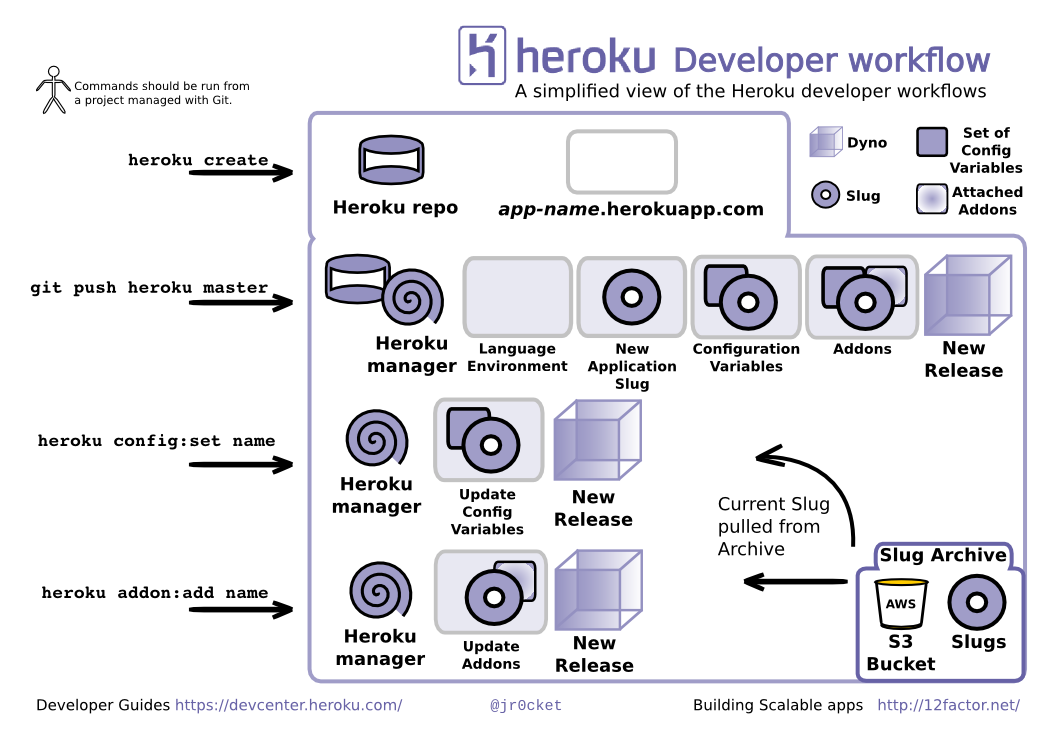 heroku Developer workflow
A simplified view of the Heroku developer workflows
Commands should be run from
a project managed with Git.
heroku create
Heroku repo
app-name.herokuapp.com
Dyno
Set of
Config
Variables
Slug
Attached
Addons
git push heroku master
Heroku
manager
Language
Environment
New
Application
Slug
Configuration
Variables
Addons
New
Release
heroku config:set name
Heroku
manager
Update
Config
Variables
New
Release
Current Slug
pulled from
Archive
heroku addon:add name
Heroku
manager
Update
Addons
New
Release
Slug Archive
AWS
S3
Bucket
Slugs
Developer Guides https://devcenter.heroku.com/
@jr0cket
Building Scalable apps http://12factor.net/